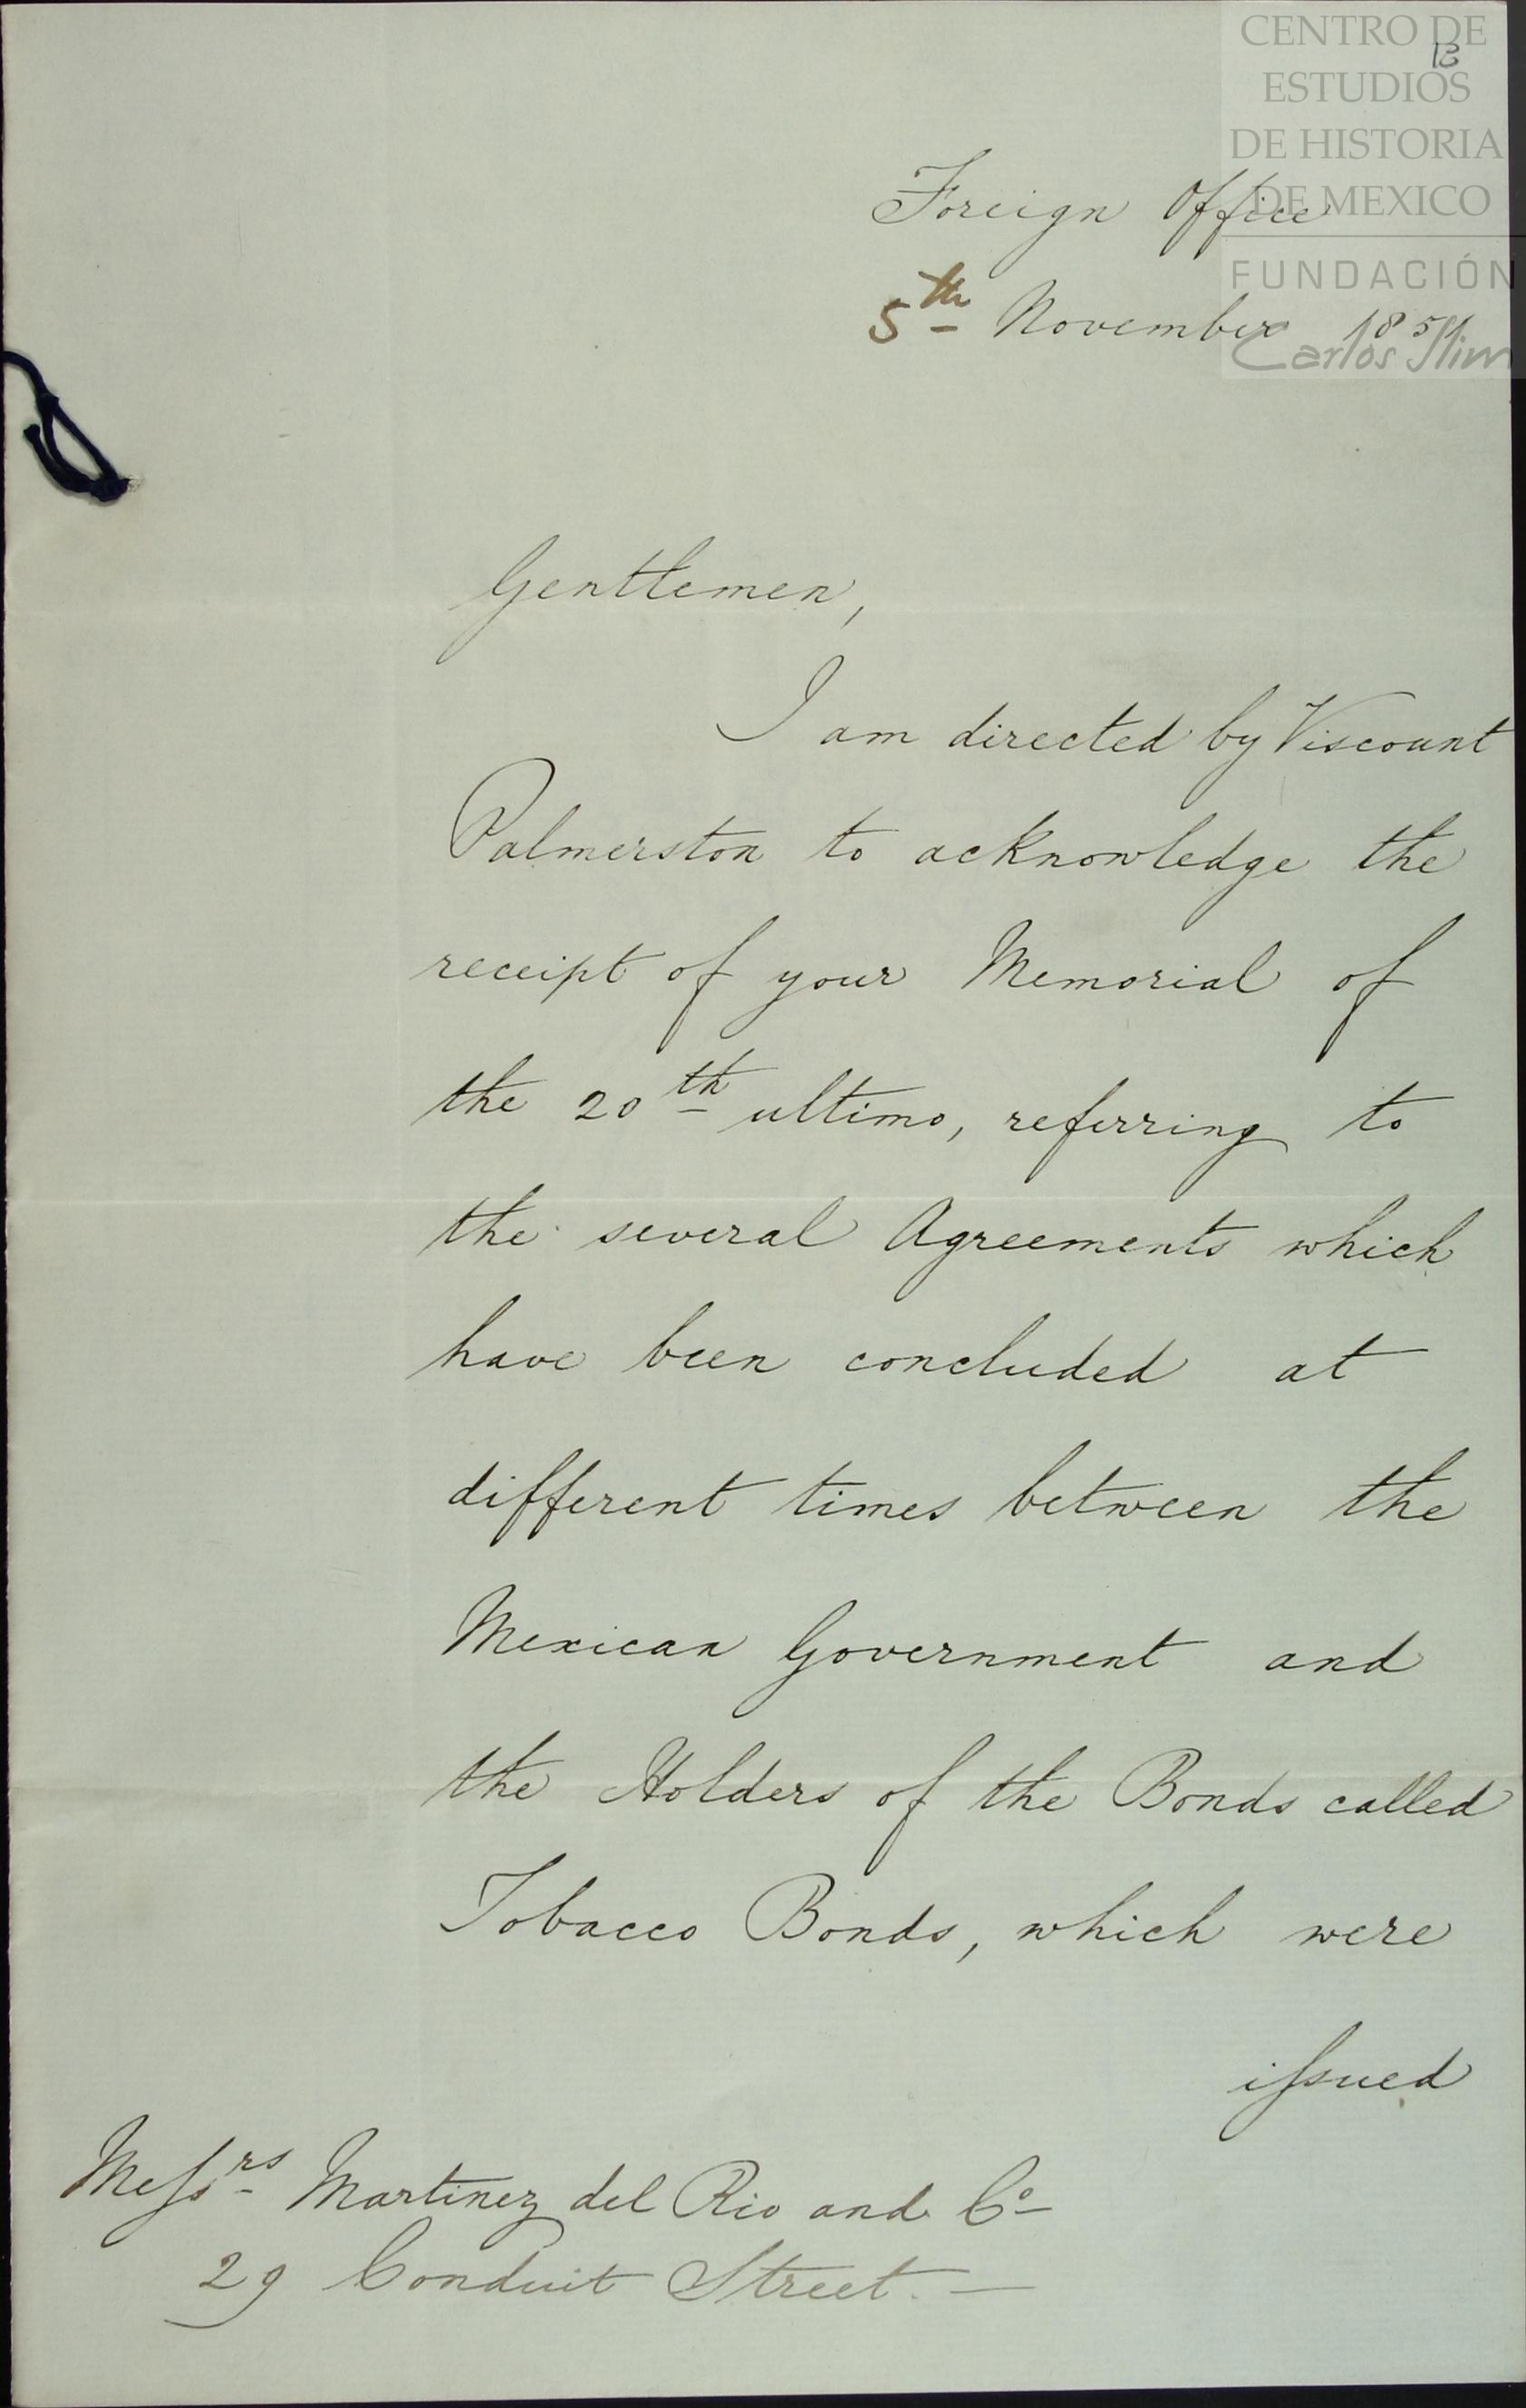 CENTRO DE
ESTUDIOS
DE HISTORIA
DE MEXICO
FUNDACIÓN
Carlos Slim
13
Foreign Office
5th November 1851
Gentlemen,
I am directed by Viscount
Palmerston to acknowledge the
receipt of your Memorial of
the 20th ultimo, referring to
the several Agreements which
have been concluded at
different times between the
Mexican Government and
the Holders of the Bonds called
Tobacco Bonds, which were
issued
Messrs Martinez del Rio and Co
29 Conduit Street. —